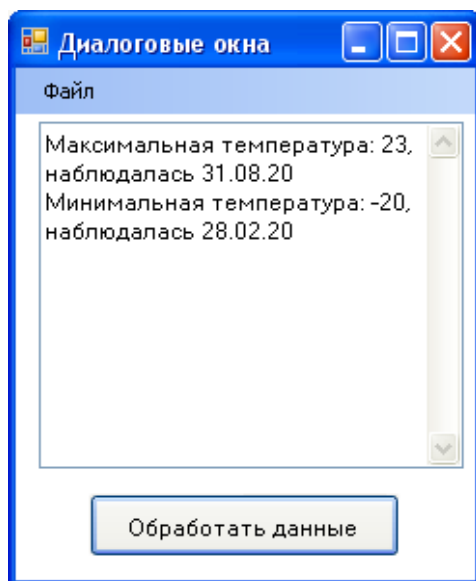 Диалоговые окна
Файл
Максимальная температура: 23,
наблюдалась 31.08.20
Минимальная температура: -20,
наблюдалась 28.02.20
Обработать данные